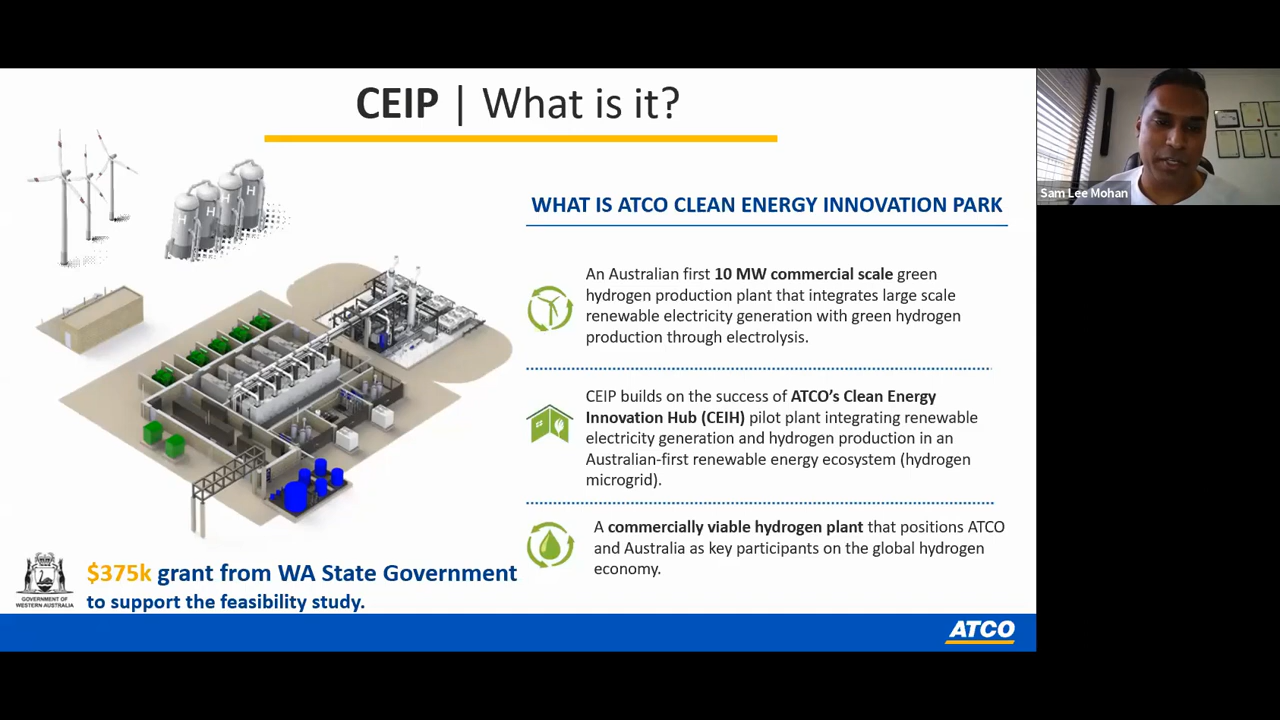 CEIP | What is it?
WHAT IS ATCO CLEAN ENERGY INNOVATION PARK
An Australian first 10 MW commercial scale green
hydrogen production plant that integrates large scale
renewable electricity generation with green hydrogen
production through electrolysis.
CEIP builds on the success of ATCO's Clean Energy
Innovation Hub (CEIH) pilot plant integrating renewable
electricity generation and hydrogen production in an
Australian-first renewable energy ecosystem (hydrogen
microgrid).
A commercially viable hydrogen plant that positions ATCO
and Australia as key participants on the global hydrogen
economy.
H H H H
GOVERNMENT OF
WESTERN AUSTRALIA
$375k grant from WA State Government
to support the feasibility study.
ATCO
Sam Lee Mohan